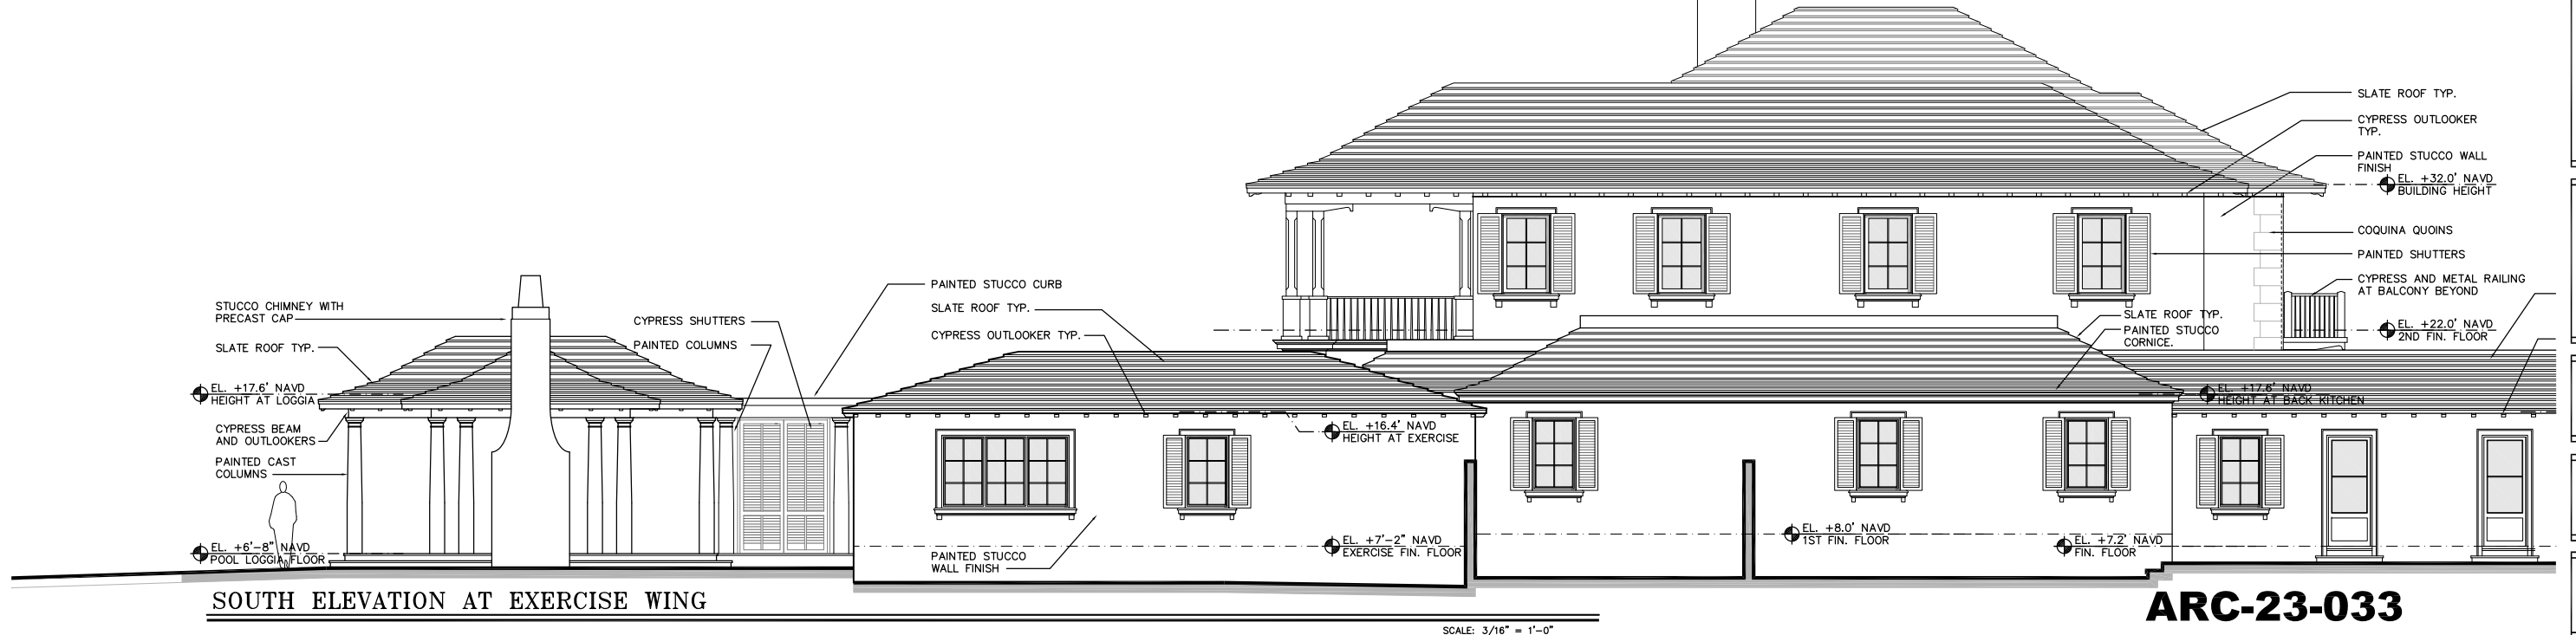 SLATE ROOF TYP.
CYPRESS OUTLOOKER
TYP.
PAINTED STUCCO WALL
FINISH
EL. +32.0' NAVD
BUILDING HEIGHT
COQUINA QUOINS
PAINTED SHUTTERS
CYPRESS AND METAL RAILING
AT BALCONY BEYOND
SLATE ROOF TYP.
PAINTED STUCCO
CORNICE.
EL. +22.0' NAVD
2ND FIN. FLOOR
PAINTED STUCCO CURB
SLATE ROOF TYP.
CYPRESS OUTLOOKER TYP.
STUCCO CHIMNEY WITH
PRECAST CAP
CYPRESS SHUTTERS
PAINTED COLUMNS
SLATE ROOF TYP.
EL. +17.6' NAVD
HEIGHT AT LOGGIA
EL. +17.6' NAVD
HEIGHT AT BACK KITCHEN
CYPRESS BEAM
AND OUTLOOKERS
EL. +16.4' NAVD
HEIGHT AT EXERCISE
PAINTED CAST
COLUMNS
EL. +6'-8" NAVD
POOL LOGGIA FLOOR
PAINTED STUCCO
WALL FINISH
EL. +7'-2" NAVD
EXERCISE FIN. FLOOR
EL. +8.0' NAVD
1ST FIN. FLOOR
EL. +7.2' NAVD
FIN. FLOOR
SOUTH ELEVATION AT EXERCISE WING
SCALE: 3/16" = 1'-0"
ARC-23-033